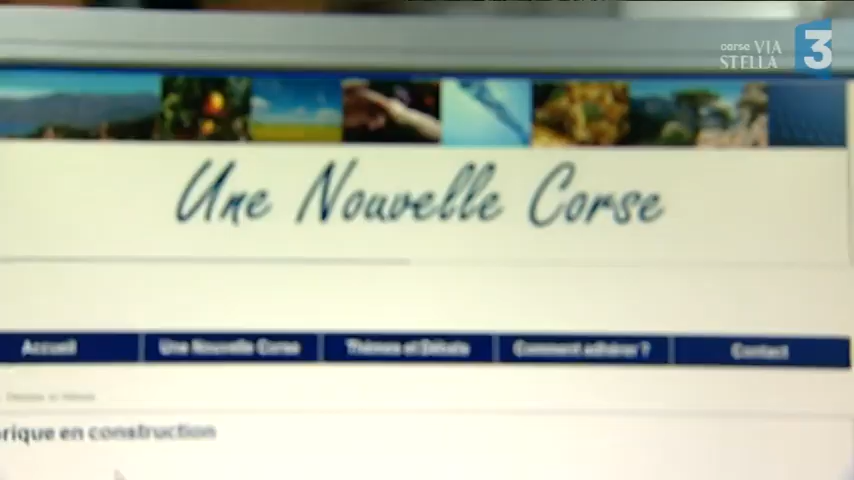 corse VIA
STELLA 3
Une Nouvelle Corse
Accueil Une Nouvelle Corse Thèmes et Débats Comment adhérer ? Contact
rique en construction